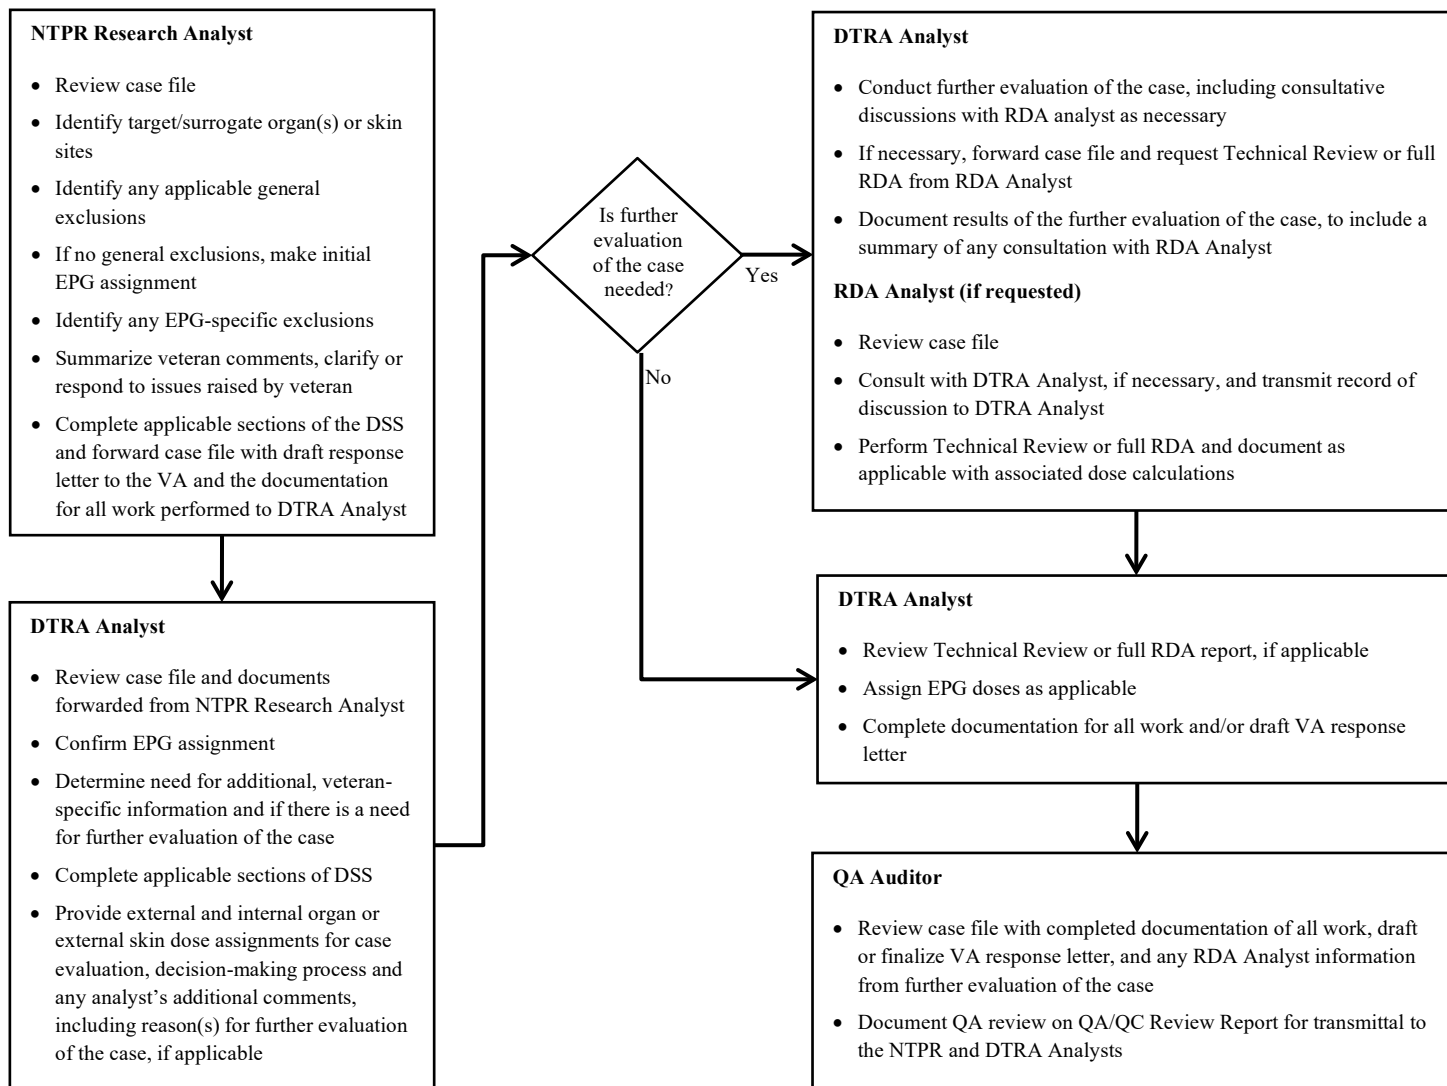 NTPR Research Analyst
• Review case file
• Identify target/surrogate organ(s) or skin
sites
• Identify any applicable general
exclusions
• If no general exclusions, make initial
EPG assignment
• Identify any EPG-specific exclusions
• Summarize veteran comments, clarify or
respond to issues raised by veteran
• Complete applicable sections of the DSS
and forward case file with draft response
letter to the VA and the documentation
for all work performed to DTRA Analyst
DTRA Analyst
• Review case file and documents
forwarded from NTPR Research Analyst
• Confirm EPG assignment
• Determine need for additional, veteran-
specific information and if there is a need
for further evaluation of the case
• Complete applicable sections of DSS
• Provide external and internal organ or
external skin dose assignments for case
evaluation, decision-making process and
any analyst’s additional comments,
including reason(s) for further evaluation
of the case, if applicable
Is further
evaluation
of the case
needed?
Yes
No
DTRA Analyst
• Conduct further evaluation of the case, including consultative
discussions with RDA analyst as necessary
• If necessary, forward case file and request Technical Review or full
RDA from RDA Analyst
• Document results of the further evaluation of the case, to include a
summary of any consultation with RDA Analyst
RDA Analyst (if requested)
• Review case file
• Consult with DTRA Analyst, if necessary, and transmit record of
discussion to DTRA Analyst
• Perform Technical Review or full RDA and document as
applicable with associated dose calculations
DTRA Analyst
• Review Technical Review or full RDA report, if applicable
• Assign EPG doses as applicable
• Complete documentation for all work and/or draft VA response
letter
QA Auditor
• Review case file with completed documentation of all work, draft
or finalize VA response letter, and any RDA Analyst information
from further evaluation of the case
• Document QA review on QA/QC Review Report for transmittal to
the NTPR and DTRA Analysts